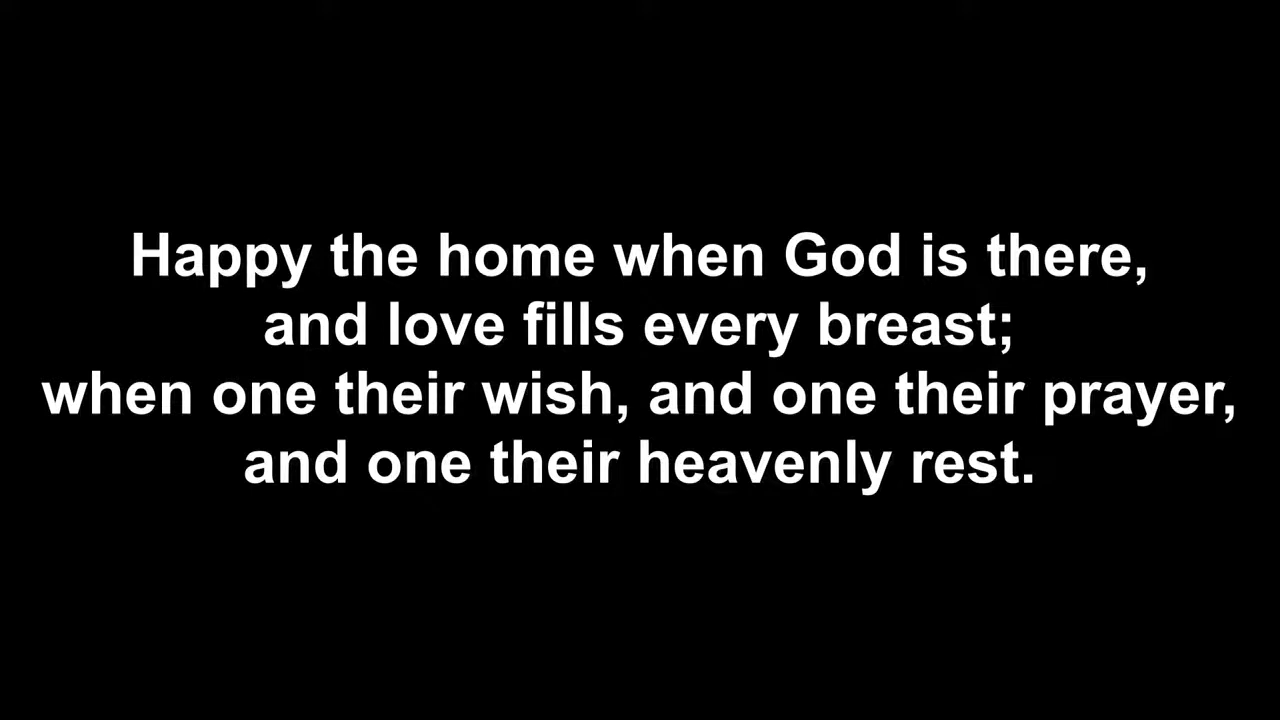 Happy the home when God is there,
and love fills every breast;
when one their wish, and one their prayer,
and one their heavenly rest.